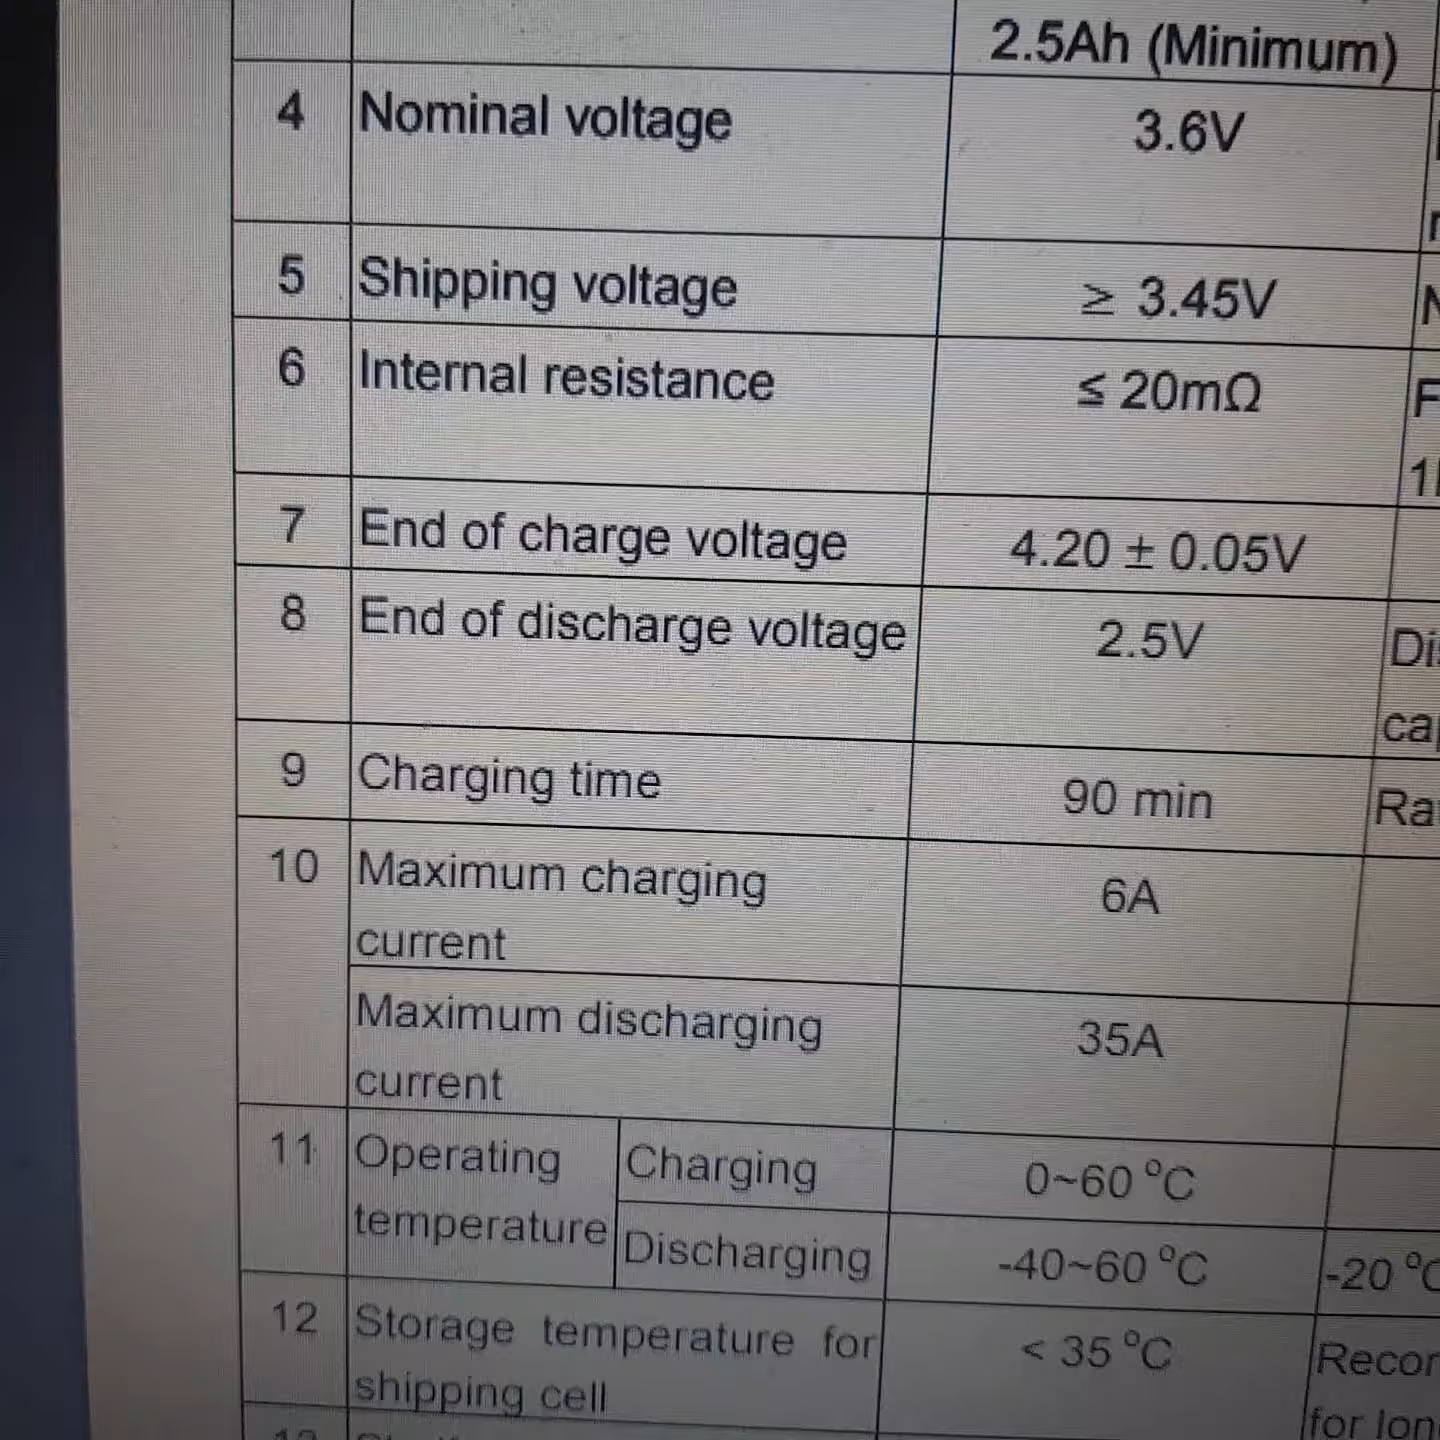 2.5Ah (Minimum)
4 Nominal voltage 3.6V
5 Shipping voltage ≥ 3.45V
6 Internal resistance ≤ 20mΩ
7 End of charge voltage 4.20 ± 0.05V
8 End of discharge voltage 2.5V
9 Charging time 90 min
10 Maximum charging 6A
current
Maximum discharging 35A
current
11 Operating Charging 0~60 °C
temperature Discharging -40~60 °C -20
12 Storage temperature for < 35 °C
shipping cell for